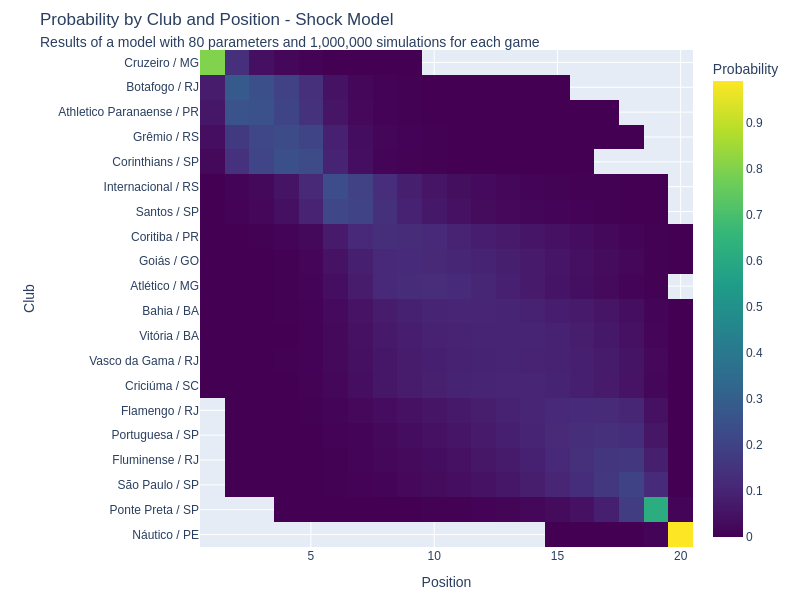 Probability by Club and Position - Shock Model
Results of a model with 80 parameters and 1,000,000 simulations for each game
Cruzeiro / MG
Botafogo / RJ
Athletico Paranaense / PR
Grêmio / RS
Corinthians / SP
Internacional / RS
Santos / SP
Coritiba / PR
Goiás / GO
Atlético / MG
Bahia / BA
Vitória / BA
Vasco da Gama / RJ
Criciúma / SC
Flamengo / RJ
Portuguesa / SP
Fluminense / RJ
São Paulo / SP
Ponte Preta / SP
Náutico / PE
Club
5
10
15
20
Position
Probability
0.9
0.8
0.7
0.6
0.5
0.4
0.3
0.2
0.1
0